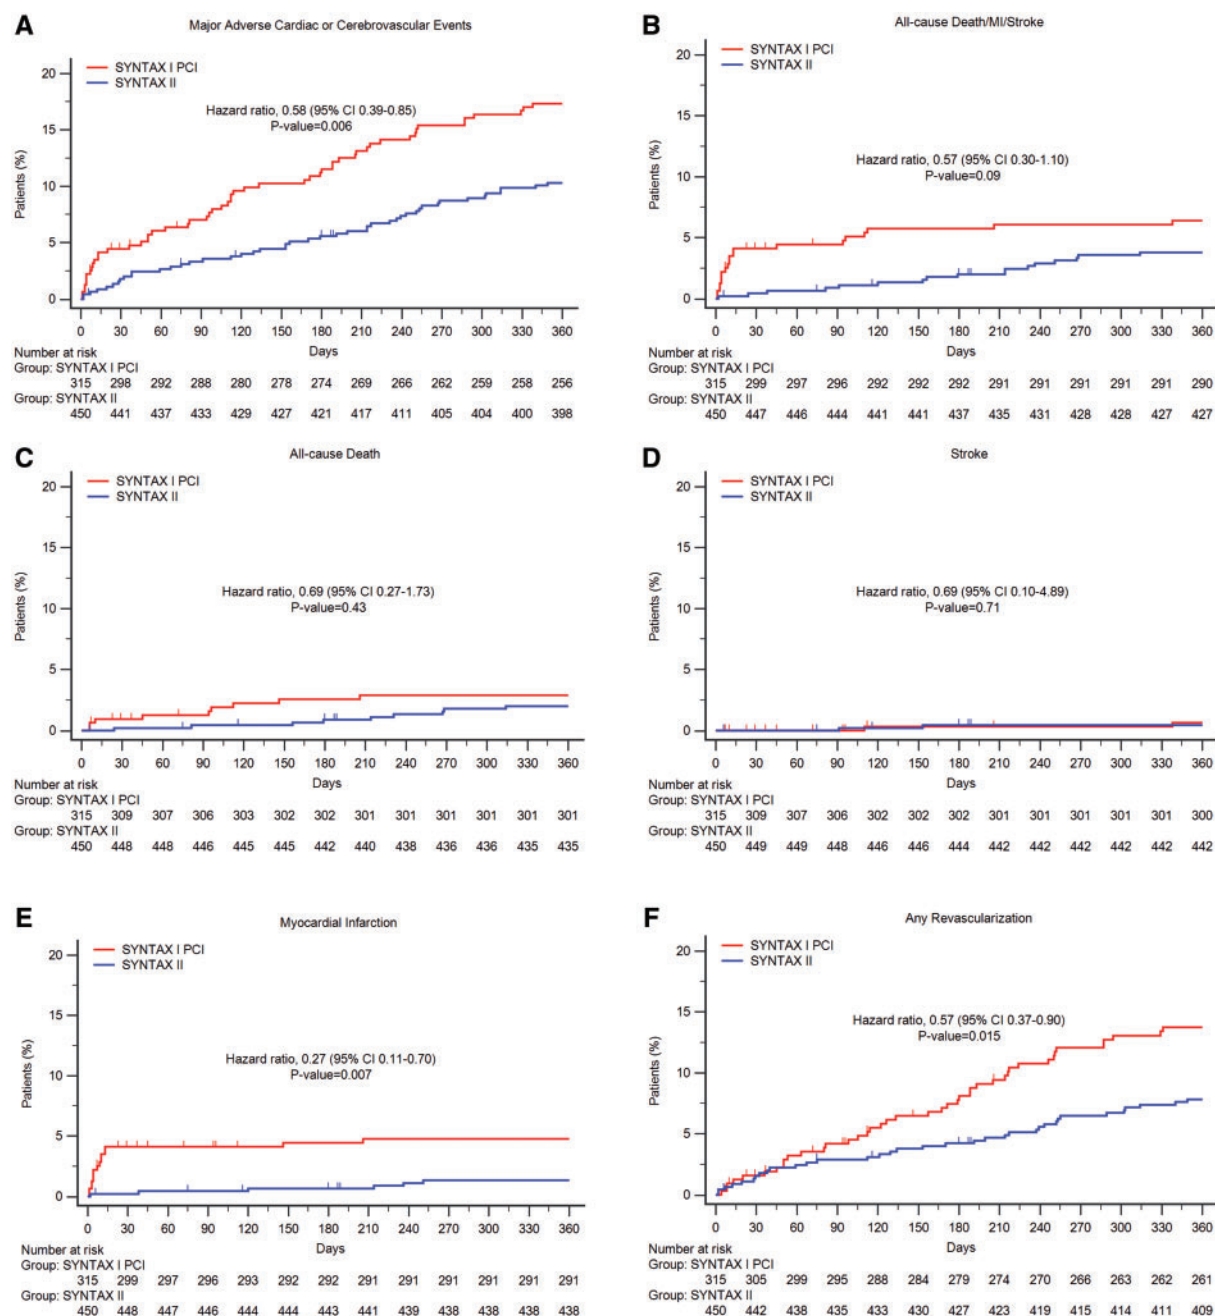 A
Major Adverse Cardiac or Cerebrovascular Events
SYNTAX I PCI
SYNTAX II
Hazard ratio, 0.58 (95% CI 0.39-0.85)
P-value=0.006
Patients (%)
20
15
10
5
0
0 30 60 90 120 150 180 210 240 270 300 330 360
Days
Number at risk
Group: SYNTAX I PCI
315 298 292 288 280 278 274 269 266 262 259 258 256
Group: SYNTAX II
450 441 437 433 429 427 421 417 411 405 404 400 398
B
All-cause Death/MI/Stroke
SYNTAX I PCI
SYNTAX II
Hazard ratio, 0.57 (95% CI 0.30-1.10)
P-value=0.09
Patients (%)
20
15
10
5
0
0 30 60 90 120 150 180 210 240 270 300 330 360
Days
Number at risk
Group: SYNTAX I PCI
315 299 297 296 292 292 292 291 291 291 291 291 290
Group: SYNTAX II
450 447 446 444 441 441 437 435 431 428 428 427 427
C
All-cause Death
SYNTAX I PCI
SYNTAX II
Hazard ratio, 0.69 (95% CI 0.27-1.73)
P-value=0.43
Patients (%)
20
15
10
5
0
0 30 60 90 120 150 180 210 240 270 300 330 360
Days
Number at risk
Group: SYNTAX I PCI
315 309 307 306 303 302 302 301 301 301 301 301 301
Group: SYNTAX II
450 448 448 446 445 445 442 440 438 436 436 435 435
D
Stroke
SYNTAX I PCI
SYNTAX II
Hazard ratio, 0.69 (95% CI 0.10-4.89)
P-value=0.71
Patients (%)
20
15
10
5
0
0 30 60 90 120 150 180 210 240 270 300 330 360
Days
Number at risk
Group: SYNTAX I PCI
315 309 307 306 302 302 302 301 301 301 301 301 300
Group: SYNTAX II
450 449 449 448 446 446 444 442 442 442 442 442 442
E
Myocardial Infarction
SYNTAX I PCI
SYNTAX II
Hazard ratio, 0.27 (95% CI 0.11-0.70)
P-value=0.007
Patients (%)
20
15
10
5
0
0 30 60 90 120 150 180 210 240 270 300 330 360
Days
Number at risk
Group: SYNTAX I PCI
315 299 297 296 293 292 292 291 291 291 291 291 291
Group: SYNTAX II
450 448 447 446 444 444 443 441 439 438 438 438 438
F
Any Revascularization
SYNTAX I PCI
SYNTAX II
Hazard ratio, 0.57 (95% CI 0.37-0.90)
P-value=0.015
Patients (%)
20
15
10
5
0
0 30 60 90 120 150 180 210 240 270 300 330 360
Days
Number at risk
Group: SYNTAX I PCI
315 305 299 295 288 284 279 274 270 266 263 262 261
Group: SYNTAX II
450 442 438 435 433 430 427 423 419 415 414 411 409